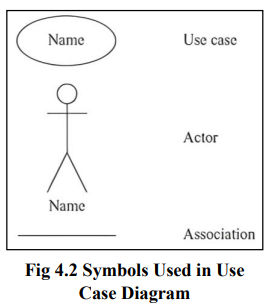 Name Use case
Actor
Name
Association
Fig 4.2 Symbols Used in Use
Case Diagram